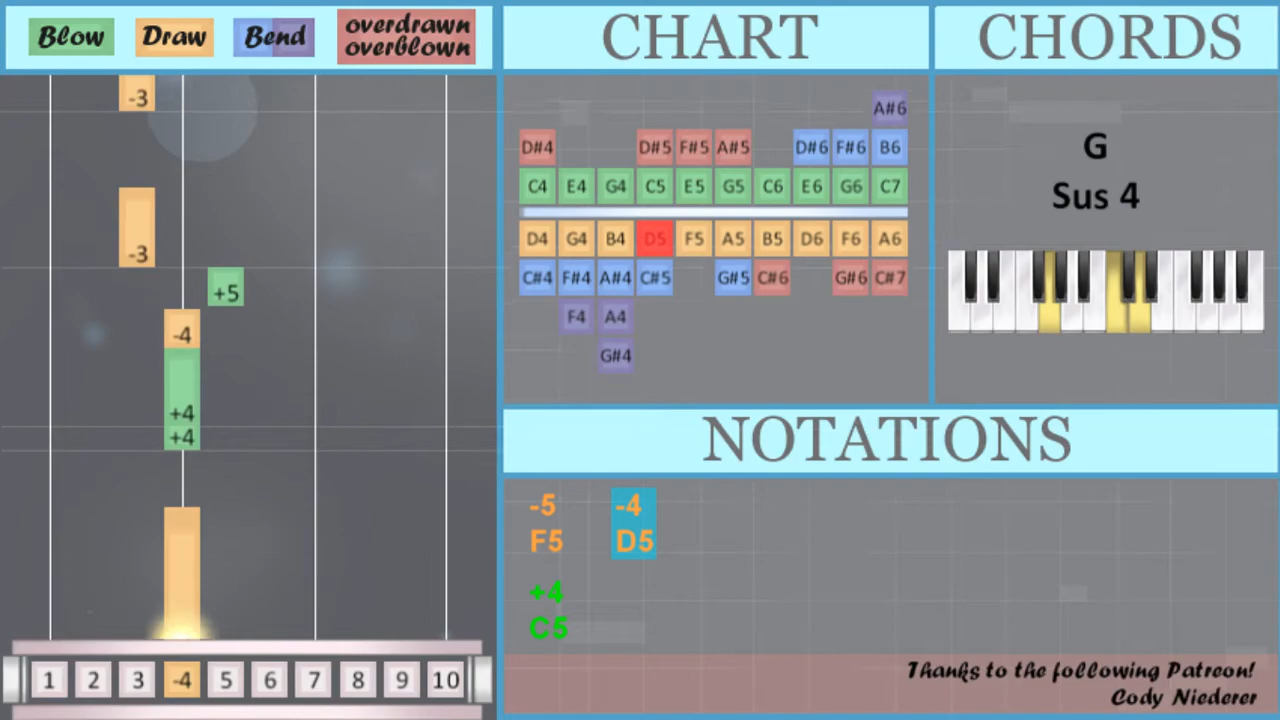 Blow Draw Bend overdrawn
overblown
CHART
CHORDS
-3
-3
+5
-4
+4
+4
1 2 3 -4 5 6 7 8 9 10
A#6
D#4 D#5 F#5 A#5 D#6 F#6 B6
C4 E4 G4 C5 E5 G5 C6 E6 G6 C7
D4 G4 B4 D5 F5 A5 B5 D6 F6 A6
C#4 F#4 A#4 C#5 G#5 C#6 G#6 C#7
F4 A4
G#4
G
Sus 4
NOTATIONS
-5 -4
F5 D5
+4
C5
Thanks to the following Patreon!
Cody Niederer